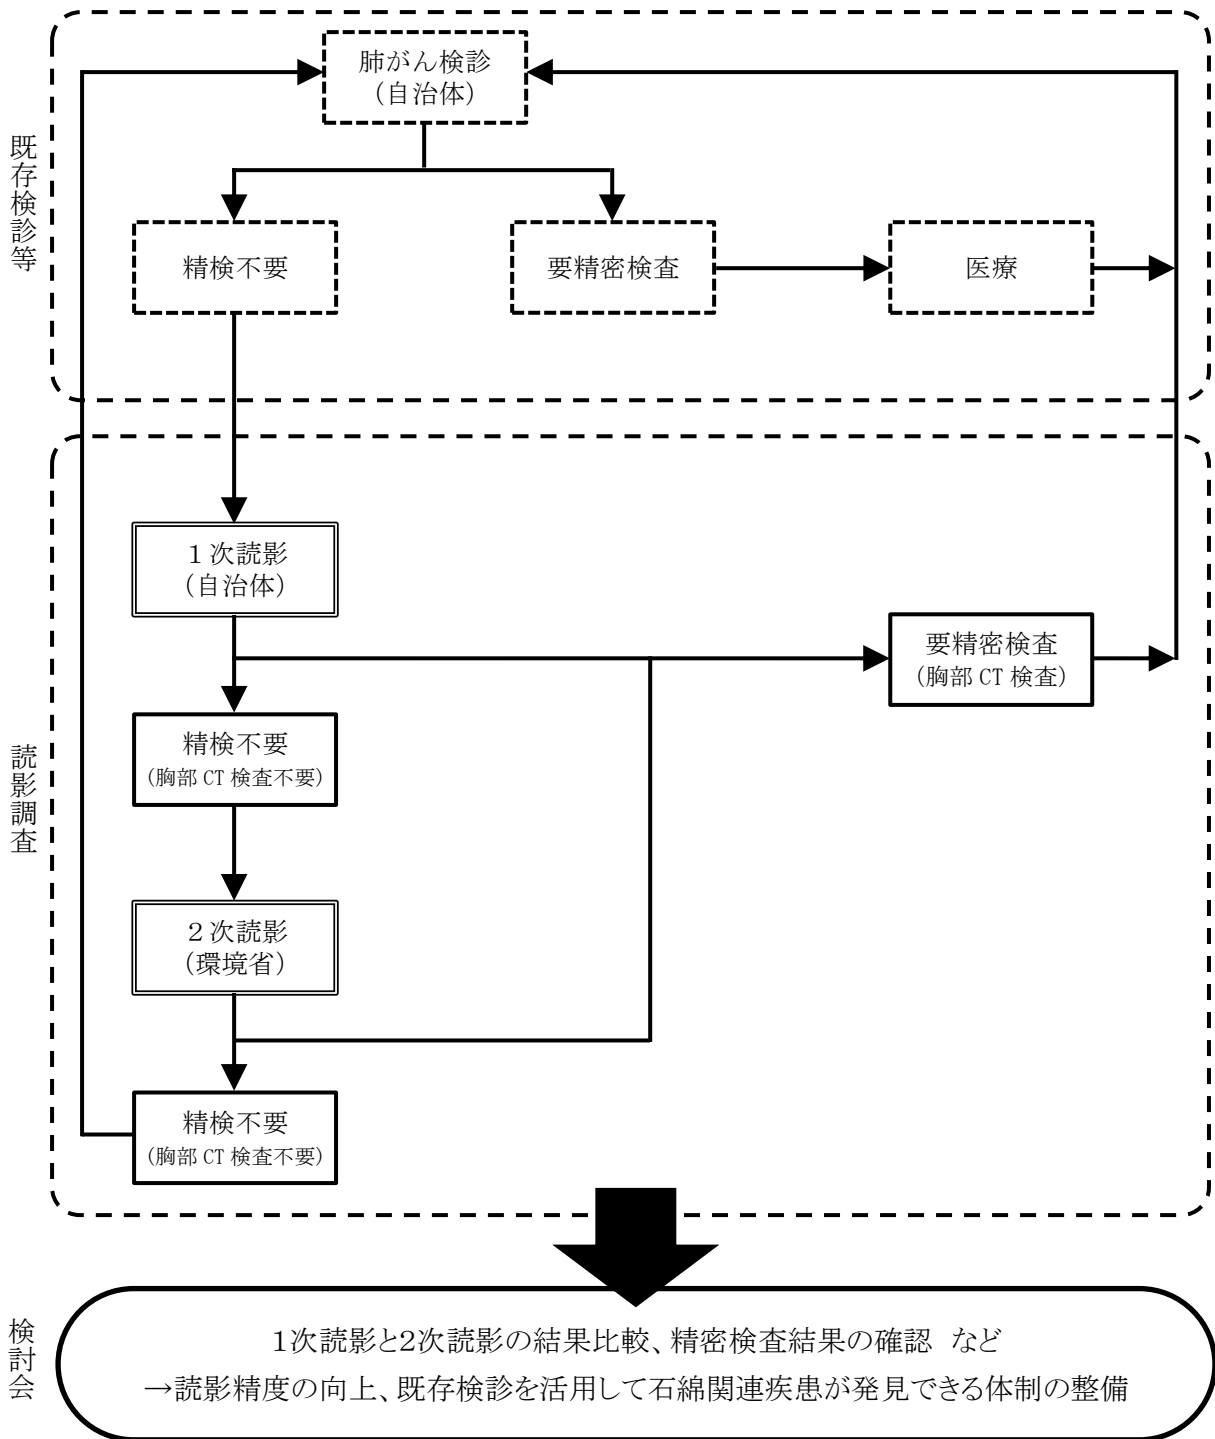 既存検診等
肺がん検診
（自治体）
精検不要
要精密検査
医療
読影調査
１次読影
（自治体）
要精密検査
（胸部 CT 検査）
精検不要
（胸部 CT 検査不要）
２次読影
（環境省）
精検不要
（胸部 CT 検査不要）
検討会
１次読影と２次読影の結果比較、精密検査結果の確認　など
→読影精度の向上、既存検診を活用して石綿関連疾患が発見できる体制の整備